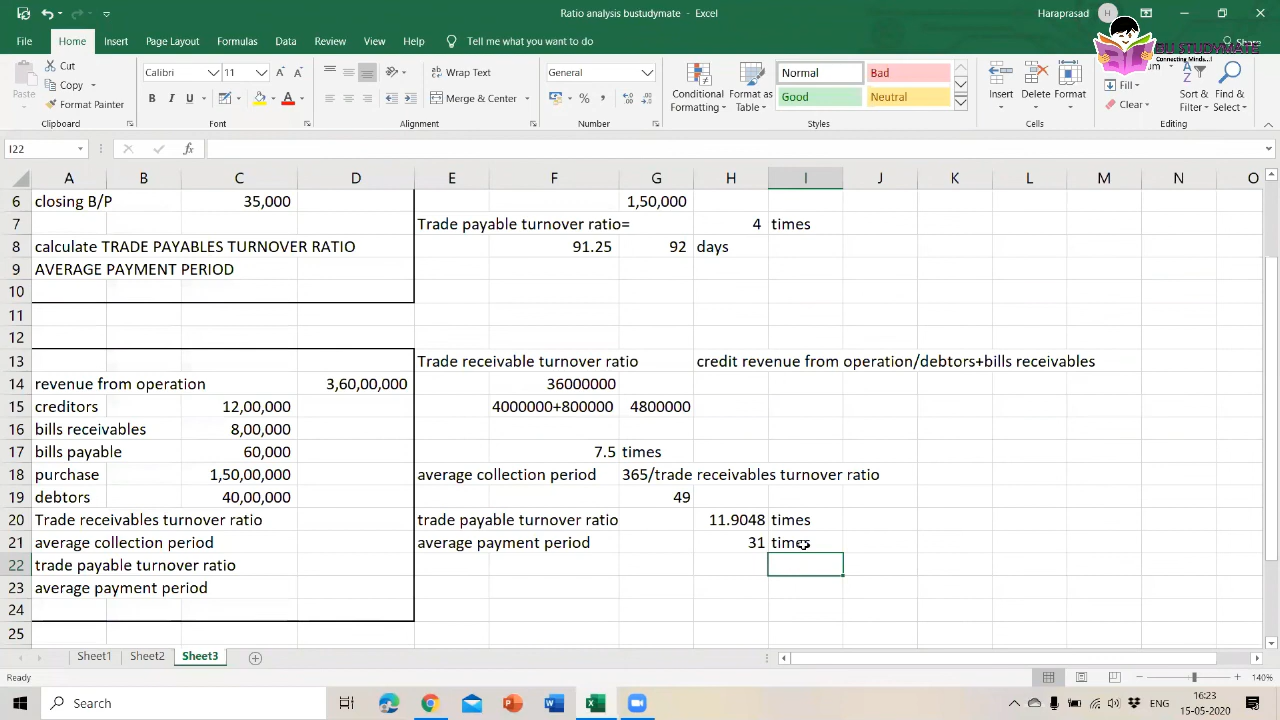 Ratio analysis bustudymate - Excel
Haraprasad H
File Home Insert Page Layout Formulas Data Review View Help Tell me what you want to do
Cut
Copy
Format Painter
Paste
Clipboard
Calibri 11
B I U
Font
Wrap Text
Merge & Center
Alignment
General
Number
Conditional Formatting
Format as Table
Normal Bad
Good Neutral
Styles
Insert Delete Format
Cells
Fill
Clear
Sort & Filter
Find & Select
Editing
Connecting Minds...!
I22 fx
A B C D E F G H I J K L M N O
6 closing B/P 35,000 1,50,000
7 Trade payable turnover ratio= 4 times
8 calculate TRADE PAYABLES TURNOVER RATIO 91.25 92 days
9 AVERAGE PAYMENT PERIOD
10
11
12
13 Trade receivable turnover ratio credit revenue from operation/debtors+bills receivables
14 revenue from operation 3,60,00,000 36000000
15 creditors 12,00,000 4000000+800000 4800000
16 bills receivables 8,00,000
17 bills payable 60,000 7.5 times
18 purchase 1,50,00,000 average collection period 365/trade receivables turnover ratio
19 debtors 40,00,000 49
20 Trade receivables turnover ratio trade payable turnover ratio 11.9048 times
21 average collection period average payment period 31 times
22 trade payable turnover ratio
23 average payment period
24
25
Sheet1 Sheet2 Sheet3
Ready 140%
Search
ENG
16:23
15-05-2020